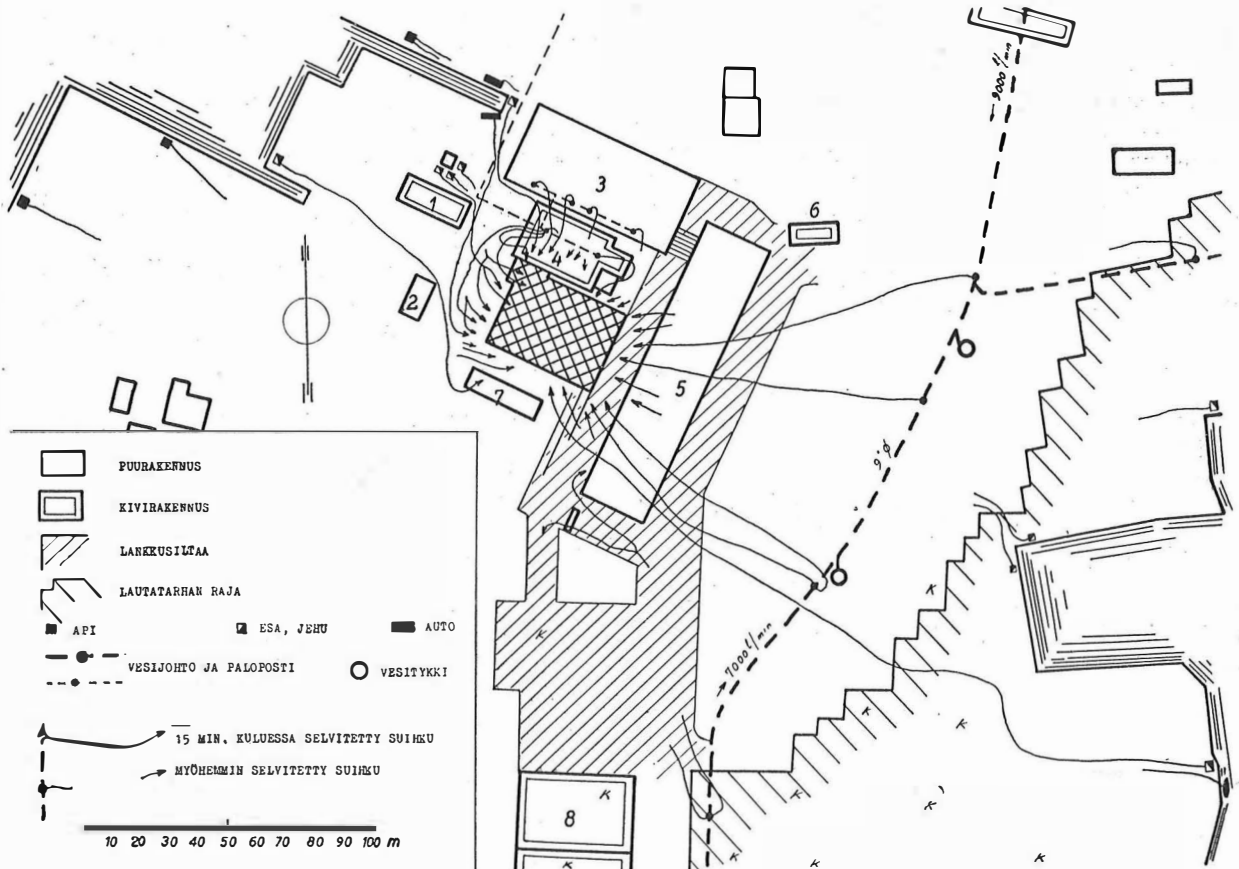 9000 l/min
3
6
1
4
2
5
7
9.φ
7000 l/min
K
K
K
K
K
K
K
K
K
K
K
8
PUURAKENNUS
KIVIRAKENNUS
LANKKUSILTAA
LAUTATARHAN RAJA
API ESA, JEHU AUTO
VESIJOHTO JA PALOPOSTI VESITYKKI
15 MIN. KULUESSA SELVITETTY SUIHKU
MYÖHEMMIN SELVITETTY SUIHKU
10 20 30 40 50 60 70 80 90 100 m